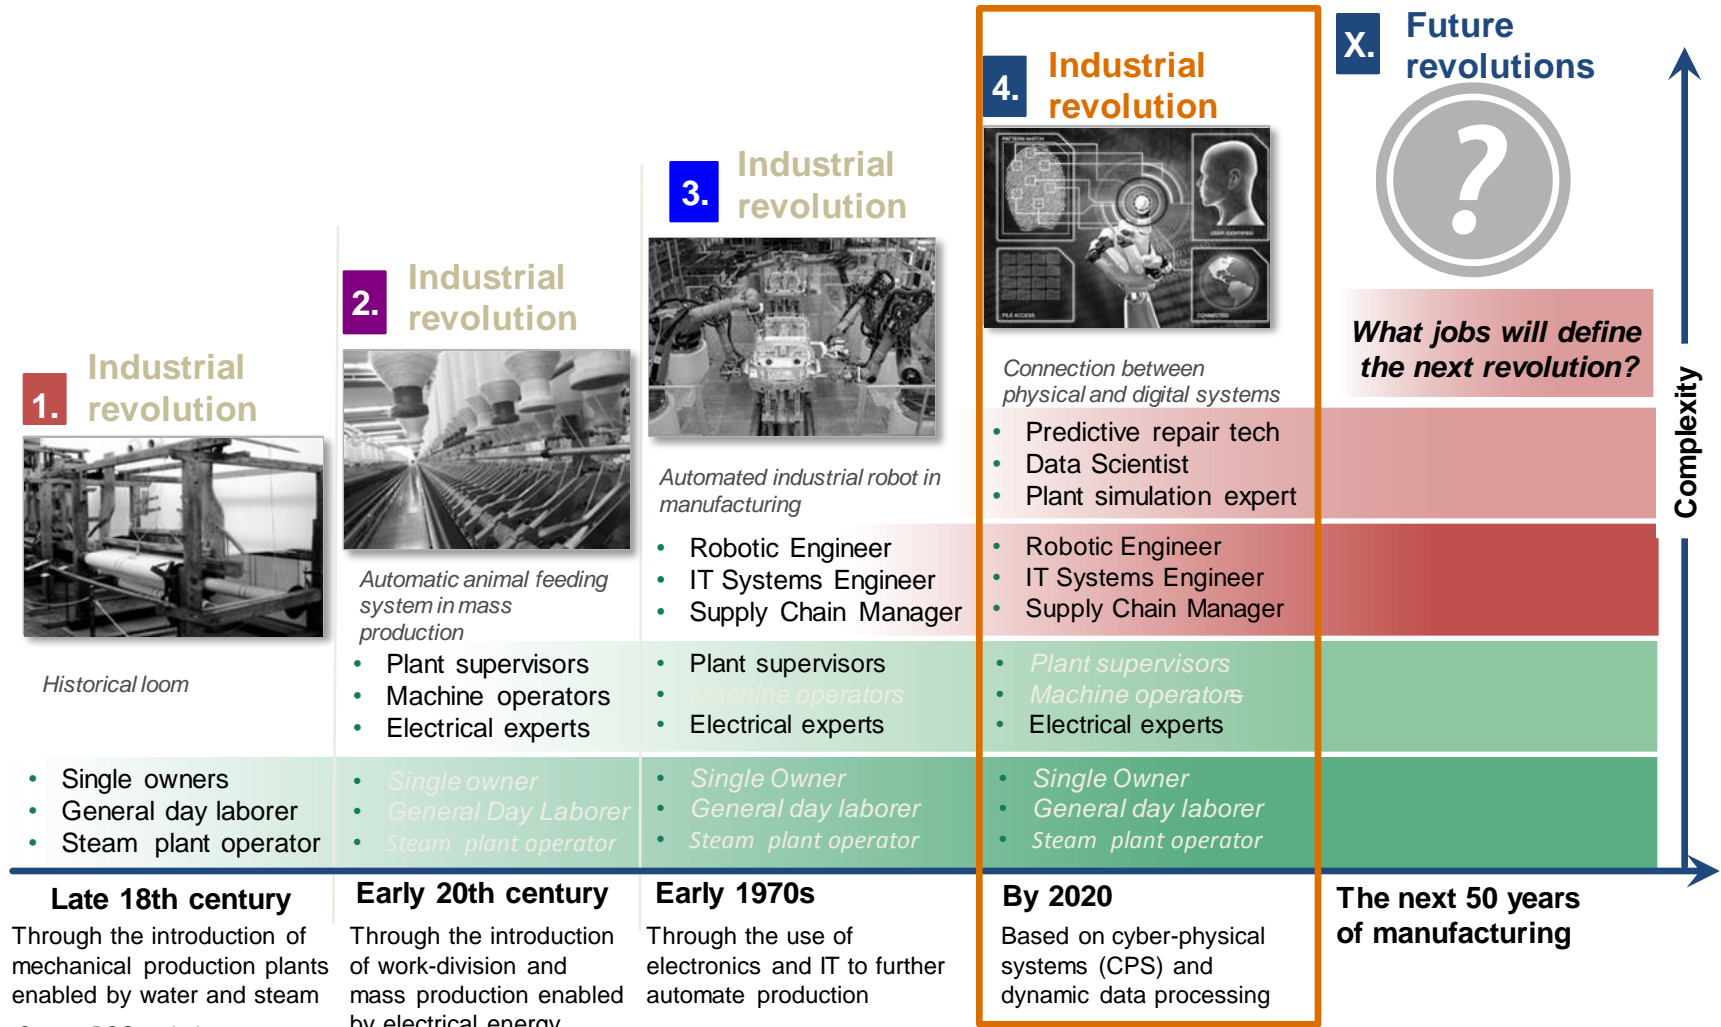 1.
Industrial
revolution
Historical loom
• Single owners
• General day laborer
• Steam plant operator
Late 18th century
Through the introduction of
mechanical production plants
enabled by water and steam
2.
Industrial
revolution
Automatic animal feeding
system in mass
production
• Plant supervisors
• Machine operators
• Electrical experts
• Single owner
• General Day Laborer
• Steam plant operator
Early 20th century
Through the introduction
of work-division and
mass production enabled
by electrical energy
3.
Industrial
revolution
Automated industrial robot in
manufacturing
• Robotic Engineer
• IT Systems Engineer
• Supply Chain Manager
• Plant supervisors
• Machine operators
• Electrical experts
• Single Owner
• General day laborer
• Steam plant operator
Early 1970s
Through the use of
electronics and IT to further
automate production
4.
Industrial
revolution
PATTERN MATCH
USER IDENTIFIED
FILE ACCESS
CONNECTED
Connection between
physical and digital systems
• Predictive repair tech
• Data Scientist
• Plant simulation expert
• Robotic Engineer
• IT Systems Engineer
• Supply Chain Manager
• Plant supervisors
• Machine operators
• Electrical experts
• Single Owner
• General day laborer
• Steam plant operator
By 2020
Based on cyber-physical
systems (CPS) and
dynamic data processing
X.
Future
revolutions
?
What jobs will define
the next revolution?
The next 50 years
of manufacturing
Complexity